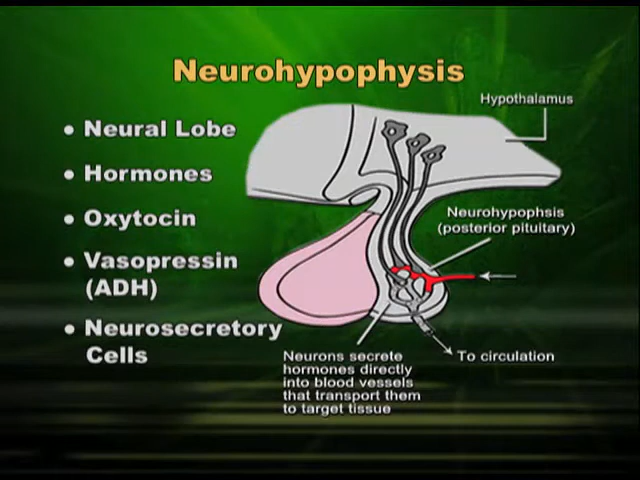 Neurohypophysis
• Neural Lobe
• Hormones
• Oxytocin
• Vasopressin
(ADH)
• Neurosecretory
Cells
Hypothalamus
Neurohypophsis
(posterior pituitary)
Neurons secrete
hormones directly
into blood vessels
that transport them
to target tissue
To circulation